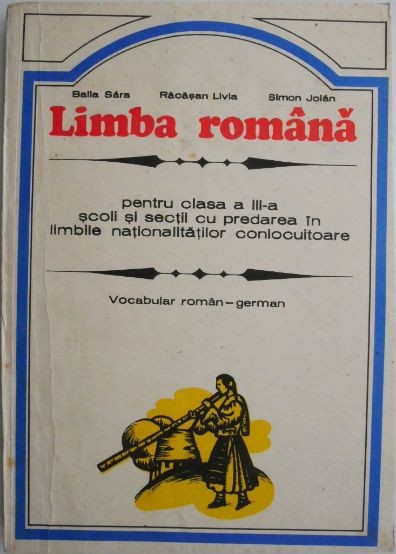 Balla Sára Răcășan Livia Simon Jolán
Limba română
pentru clasa a III-a
școli și secții cu predarea în
limbile naționalităților conlocuitoare
Vocabular român–german